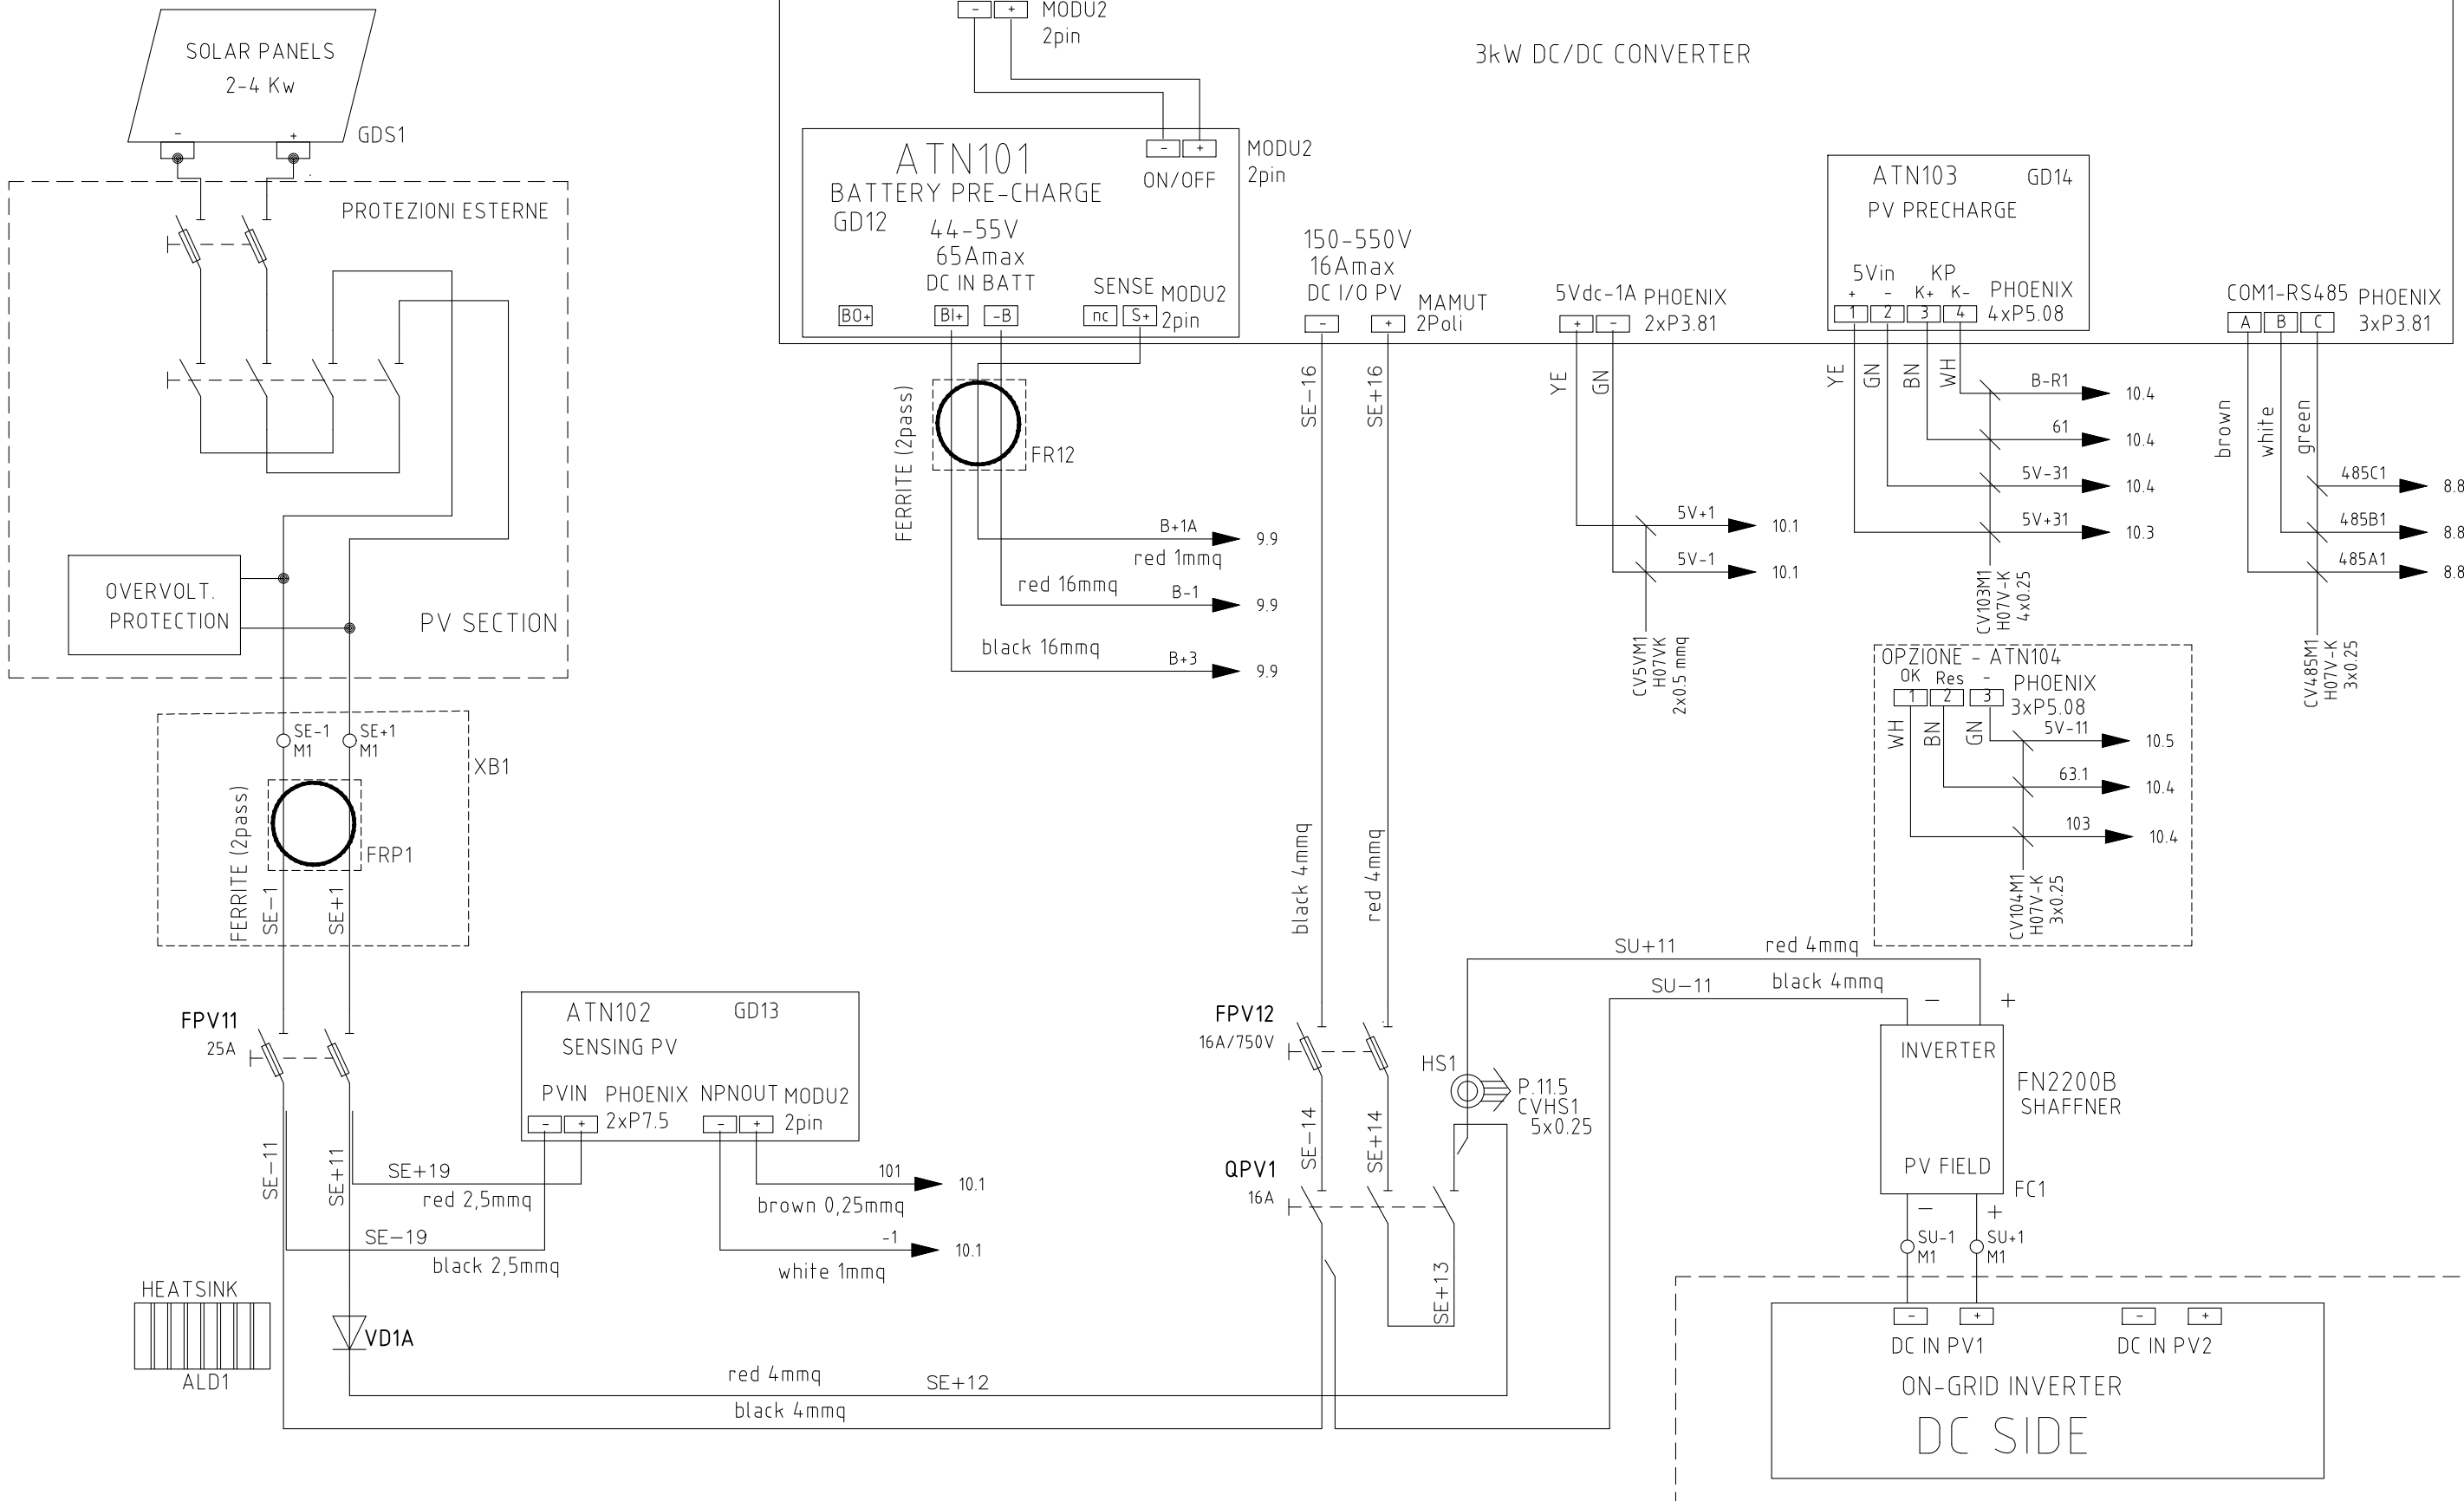 SOLAR PANELS
2-4 Kw
-
+
GDS1
PROTEZIONI ESTERNE
OVERVOLT.
PROTECTION
PV SECTION
SE-1
M1
SE+1
M1
XB1
FERRITE (2pass)
FRP1
SE-1
SE+1
FPV11
25A
SE-11
SE+11
SE+19
red 2,5mmq
SE-19
black 2,5mmq
HEATSINK
ALD1
VD1A
ATN102
GD13
SENSING PV
PVIN
PHOENIX
2xP7.5
NPNOUT
MODU2
2pin
-
+
-
+
101
10.1
brown 0,25mmq
-1
10.1
white 1mmq
red 4mmq
SE+12
black 4mmq
-
+
MODU2
2pin
3kW DC/DC CONVERTER
ATN101
BATTERY PRE-CHARGE
GD12
-
+
ON/OFF
MODU2
2pin
44-55V
65Amax
DC IN BATT
SENSE
MODU2
2pin
BO+
BI+
-B
nc
S+
FERRITE (2pass)
FR12
B+1A
9.9
red 1mmq
red 16mmq
B-1
9.9
black 16mmq
B+3
9.9
150-550V
16Amax
DC I/O PV
MAMUT
2Poli
-
+
SE-16
SE+16
black 4mmq
red 4mmq
FPV12
16A/750V
SE-14
SE+14
QPV1
16A
SE+13
HS1
P.11.5
CVHS1
5x0.25
5Vdc-1A
PHOENIX
2xP3.81
+
-
YE
GN
5V+1
10.1
5V-1
10.1
CV5VM1
H07VK
2x0.5 mmq
ATN103
GD14
PV PRECHARGE
5Vin
KP
+
-
K+
K-
PHOENIX
4xP5.08
1
2
3
4
YE
GN
BN
WH
B-R1
10.4
61
10.4
5V-31
10.4
5V+31
10.3
CV103M1
H07V-K
4x0.25
COM1-RS485
PHOENIX
3xP3.81
A
B
C
brown
white
green
485C1
8.8
485B1
8.8
485A1
8.8
CV485M1
H07V-K
3x0.25
OPZIONE - ATN104
OK
Res
-
PHOENIX
3xP5.08
1
2
3
WH
BN
GN
5V-11
10.5
63.1
10.4
103
10.4
CV104M1
H07V-K
3x0.25
SU+11
red 4mmq
SU-11
black 4mmq
-
+
INVERTER
FN2200B
SHAFFNER
PV FIELD
FC1
-
+
SU-1
M1
SU+1
M1
-
+
-
+
DC IN PV1
DC IN PV2
ON-GRID INVERTER
DC SIDE